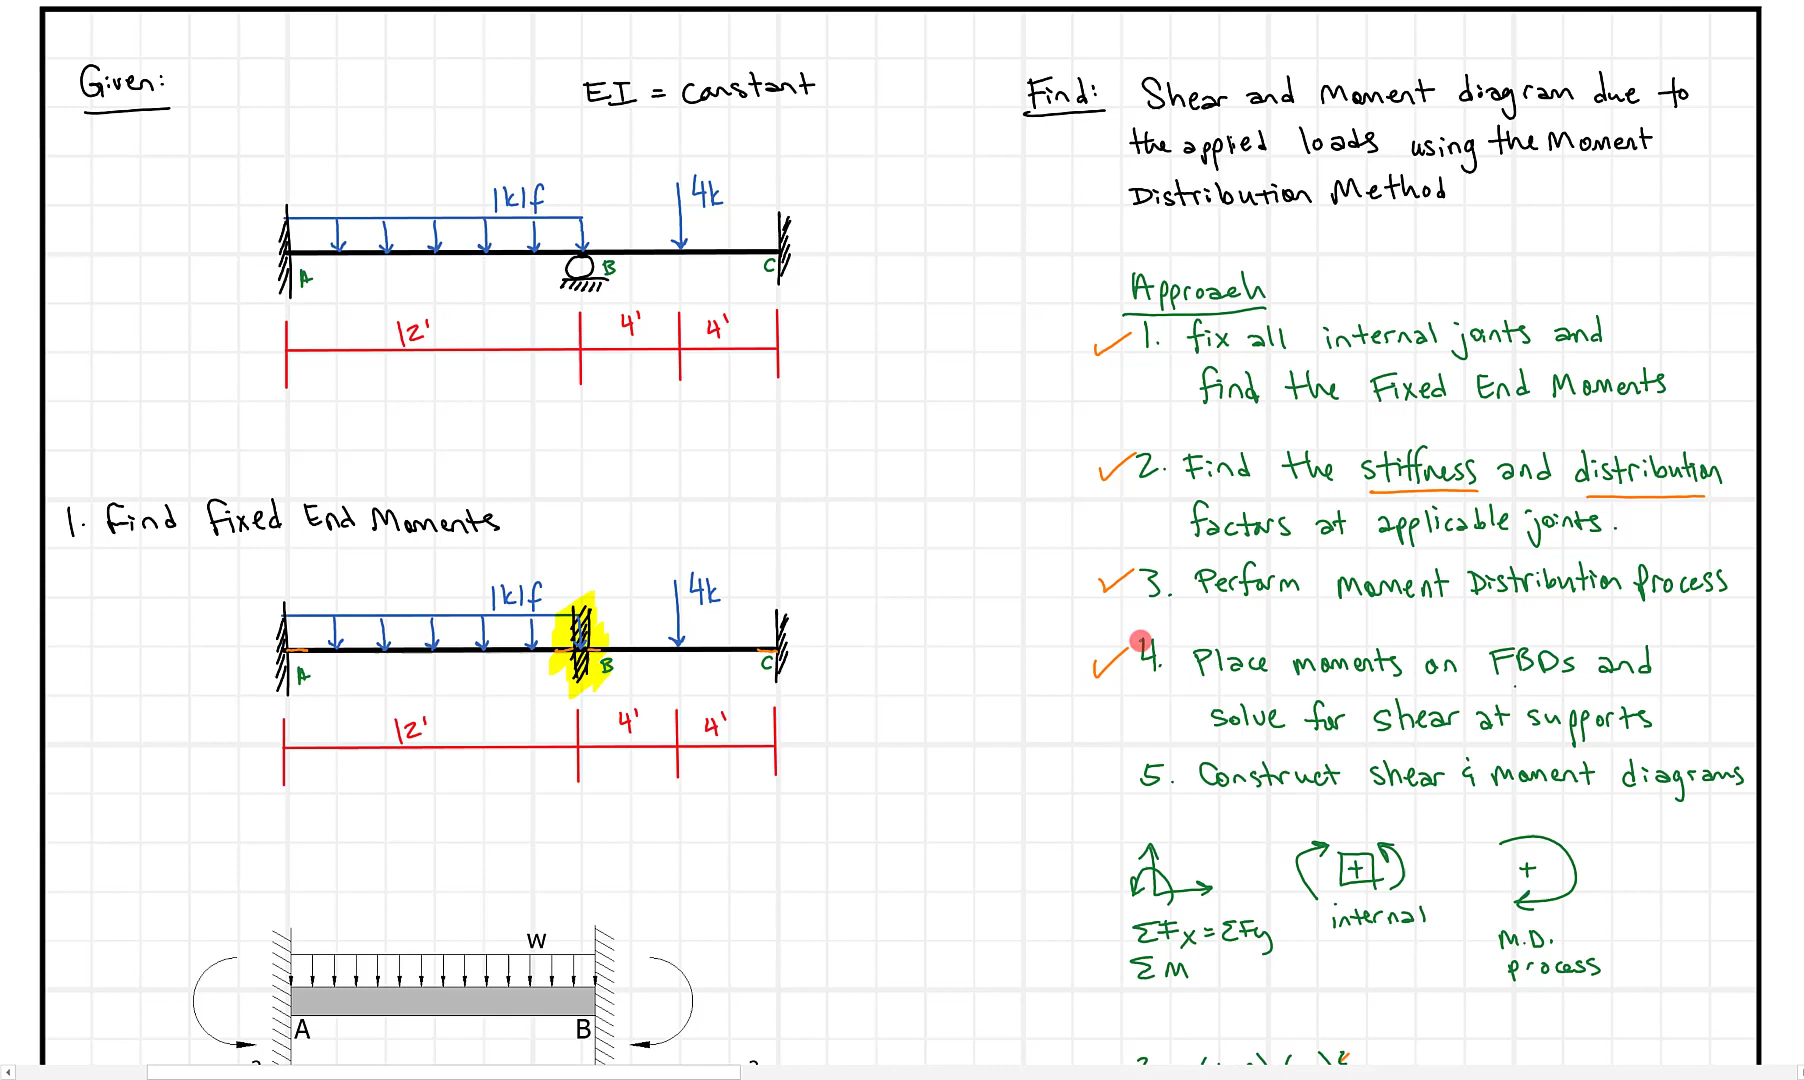 Given:
EI = constant
1klf
4k
A
B
C
12'
4'
4'
1. Find Fixed End Moments
1klf
4k
A
B
C
12'
4'
4'
w
A
B
Find: Shear and Moment diagram due to
the applied loads using the Moment
Distribution Method
Approach
1. fix all internal joints and
find the Fixed End Moments
2. Find the stiffness and distribution
factors at applicable joints.
3. Perform Moment Distribution process
4. Place moments on FBDs and
solve for shear at supports
5. Construct shear & moment diagrams
+
+
ΣFx = ΣFy
ΣM
internal
M.D.
process